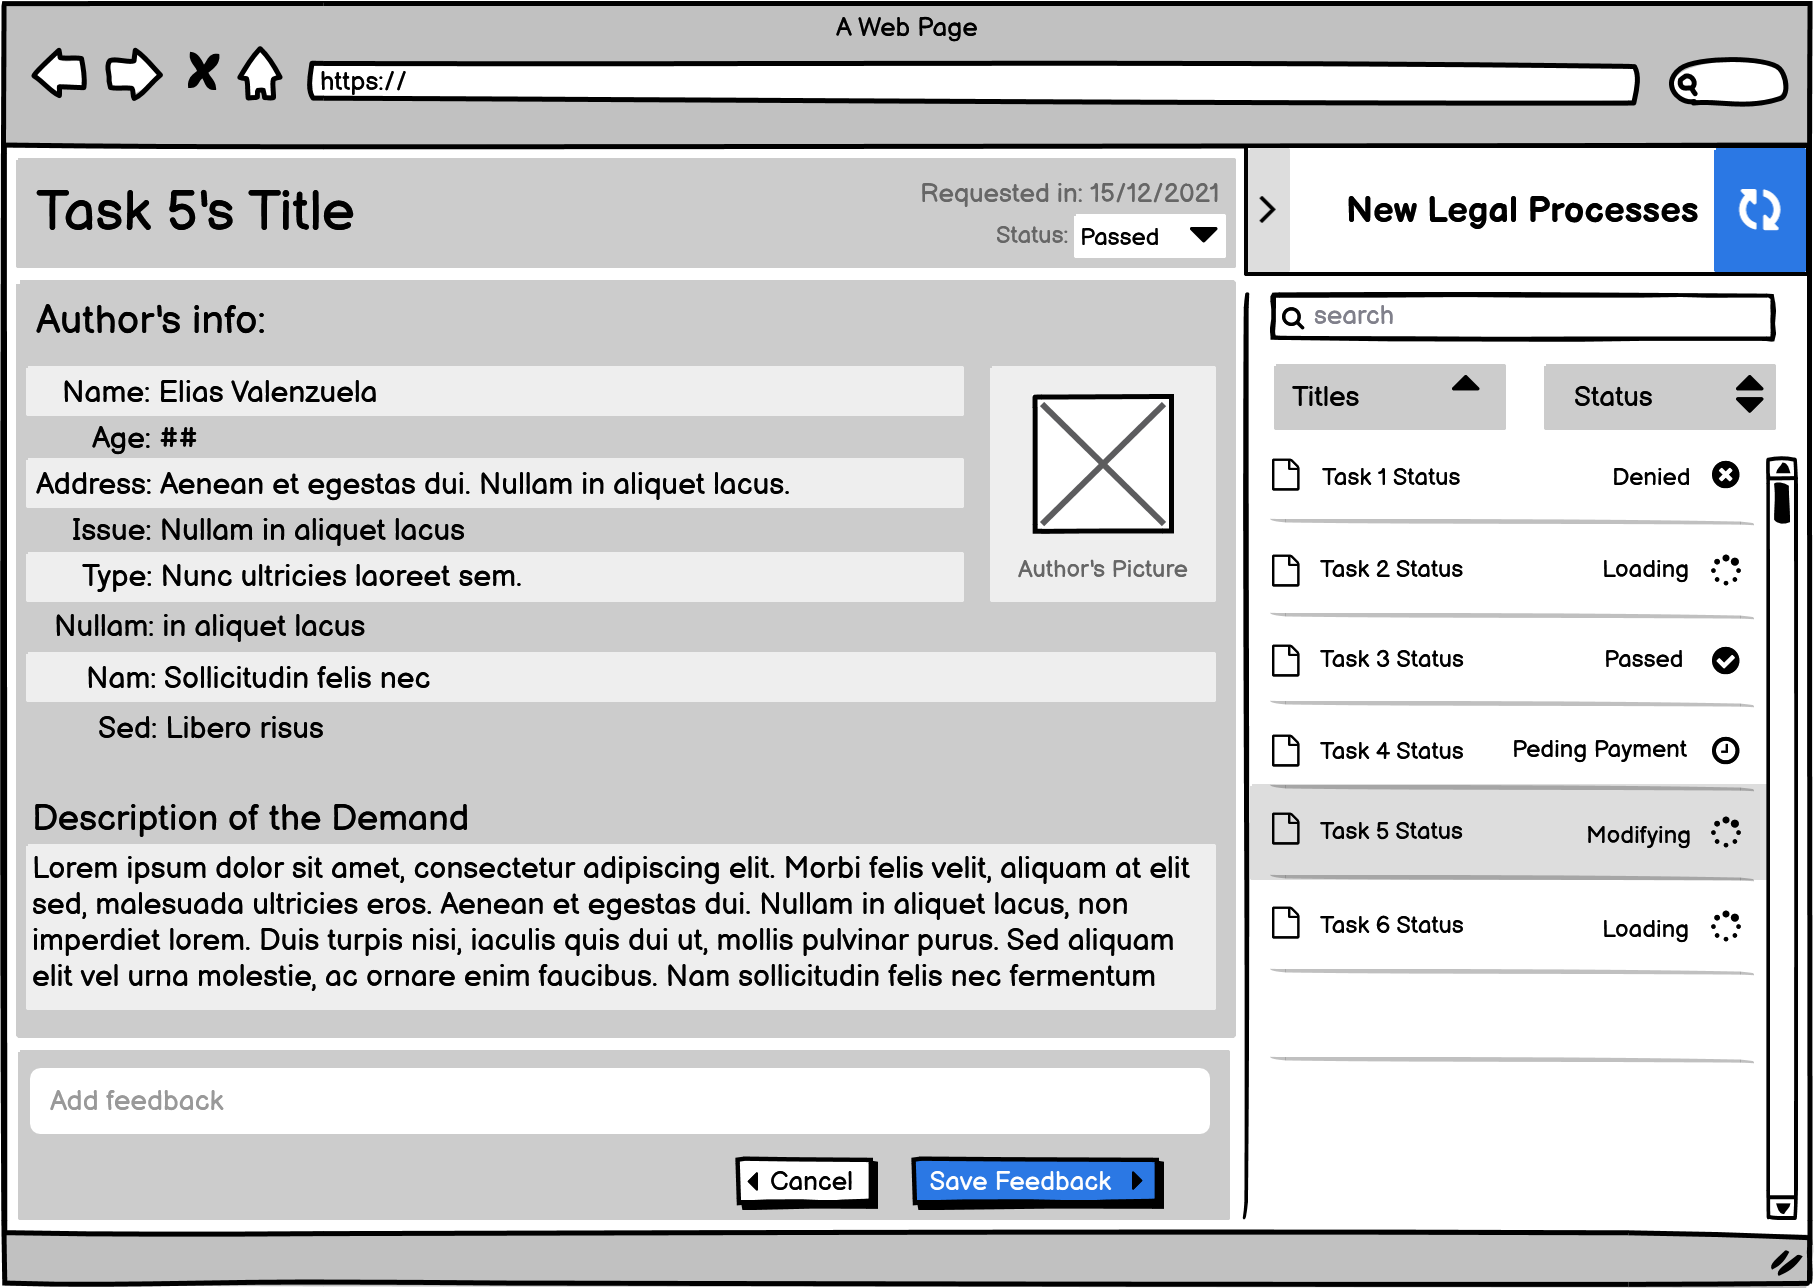 A Web Page
https://
Task 5's Title
Requested in: 15/12/2021
Status: Passed
Author's info:
Name: Elias Valenzuela
Age: ##
Address: Aenean et egestas dui. Nullam in aliquet lacus.
Issue: Nullam in aliquet lacus
Type: Nunc ultricies laoreet sem.
Nullam: in aliquet lacus
Nam: Sollicitudin felis nec
Sed: Libero risus
Author's Picture
Description of the Demand
Lorem ipsum dolor sit amet, consectetur adipiscing elit. Morbi felis velit, aliquam at elit
sed, malesuada ultricies eros. Aenean et egestas dui. Nullam in aliquet lacus, non
imperdiet lorem. Duis turpis nisi, iaculis quis dui ut, mollis pulvinar purus. Sed aliquam
elit vel urna molestie, ac ornare enim faucibus. Nam sollicitudin felis nec fermentum
Add feedback
Cancel
Save Feedback
New Legal Processes
search
Titles
Status
Task 1 Status Denied
Task 2 Status Loading
Task 3 Status Passed
Task 4 Status Peding Payment
Task 5 Status Modifying
Task 6 Status Loading